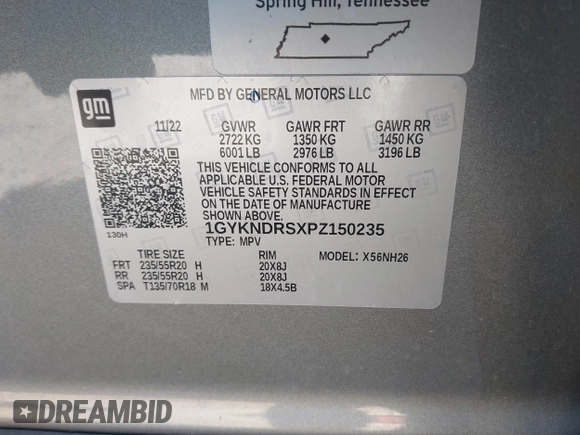 Spring Hill, Tennessee
gm
MFD BY GENERAL MOTORS LLC
11/22 GVWR GAWR FRT GAWR RR
2722 KG 1350 KG 1450 KG
6001 LB 2976 LB 3196 LB
THIS VEHICLE CONFORMS TO ALL
APPLICABLE U.S. FEDERAL MOTOR
VEHICLE SAFETY STANDARDS IN EFFECT
ON THE DATE OF MANUFACTURE
SHOWN ABOVE.
130H
1GYKNDRSXPZ150235
TYPE: MPV
TIRE SIZE RIM MODEL: X56NH26
FRT 235/55R20 H 20X8J
RR 235/55R20 H 20X8J
SPA T135/70R18 M 18X4.5B
DREAMBID